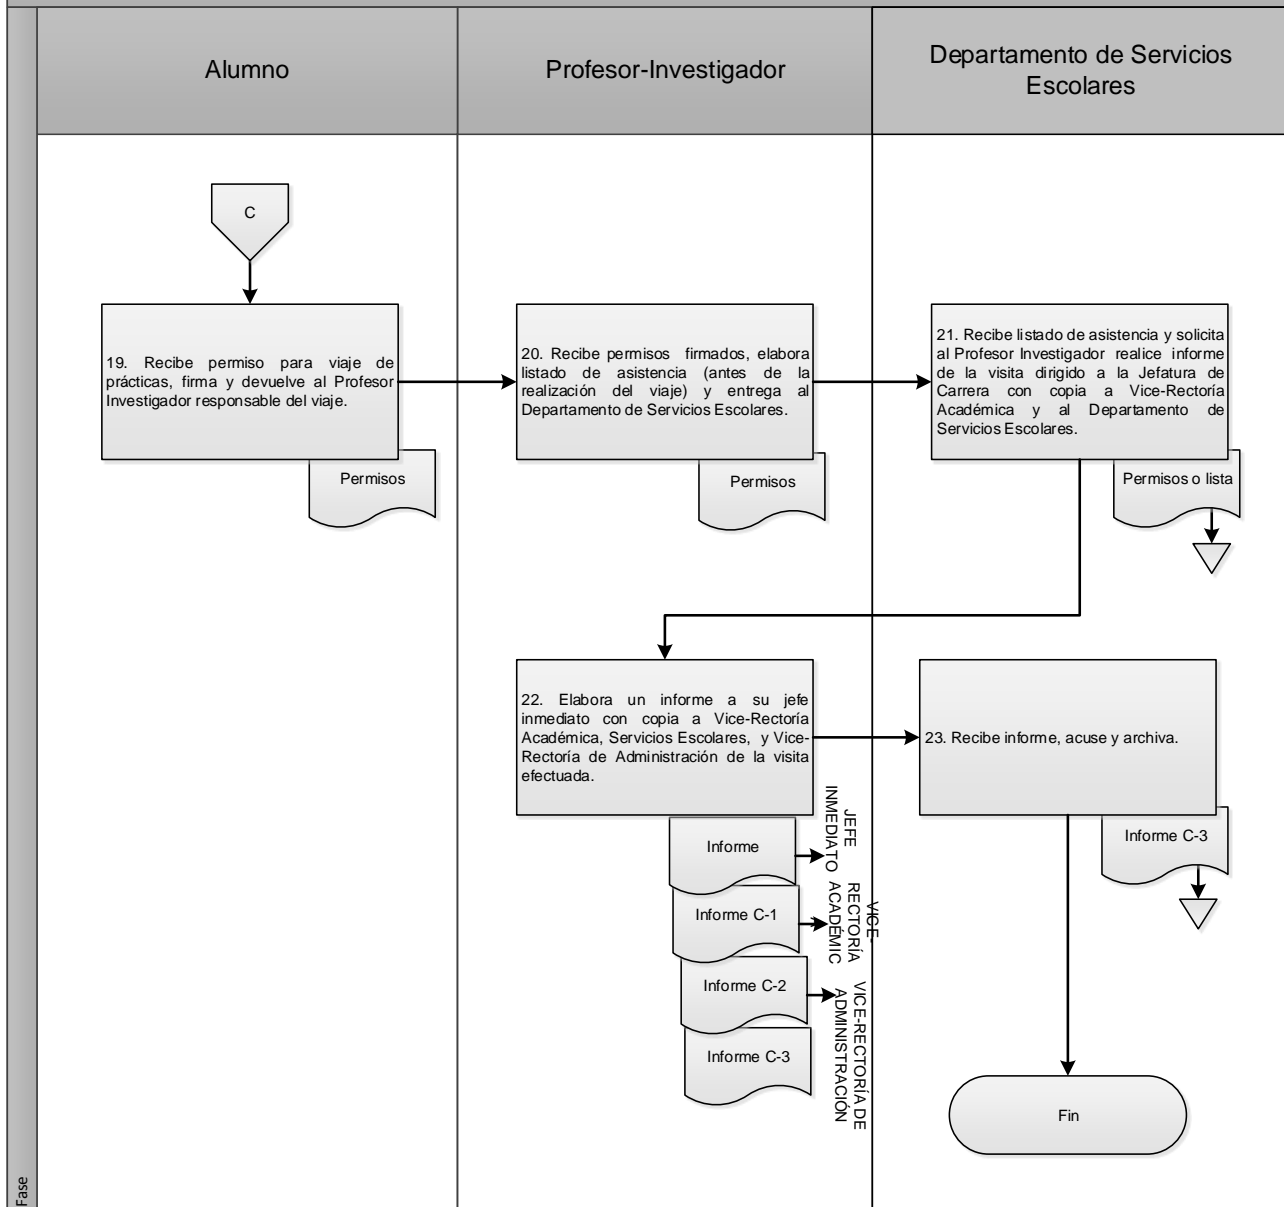 Alumno
Profesor-Investigador
Departamento de Servicios
Escolares
C
19. Recibe permiso para viaje de
prácticas, firma y devuelve al Profesor
Investigador responsable del viaje.
Permisos
20. Recibe permisos firmados, elabora
listado de asistencia (antes de la
realización del viaje) y entrega al
Departamento de Servicios Escolares.
Permisos
21. Recibe listado de asistencia y solicita
al Profesor Investigador realice informe
de la visita dirigido a la Jefatura de
Carrera con copia a Vice-Rectoría
Académica y al Departamento de
Servicios Escolares.
Permisos o lista
22. Elabora un informe a su jefe
inmediato con copia a Vice-Rectoría
Académica, Servicios Escolares, y Vice-
Rectoría de Administración de la visita
efectuada.
Informe
JEFE
INMEDIATO
Informe C-1
VICE-
RECTORÍA
ACADÉMIC
Informe C-2
VICE-RECTORÍA DE
ADMINISTRACIÓN
Informe C-3
23. Recibe informe, acuse y archiva.
Informe C-3
Fin
Fase